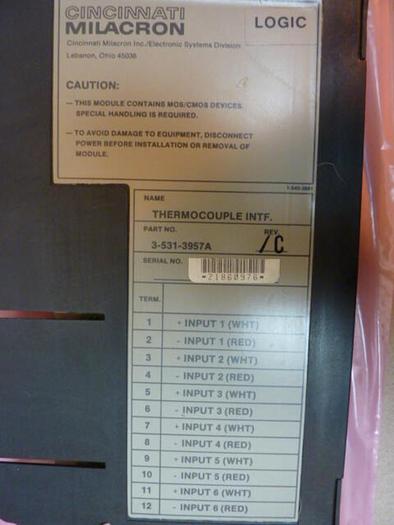 CINCINNATI
MILACRON
LOGIC
Cincinnati Milacron Inc./Electronic Systems Division
Lebanon, Ohio 45036
CAUTION:
— THIS MODULE CONTAINS MOS/CMOS DEVICES.
SPECIAL HANDLING IS REQUIRED.
— TO AVOID DAMAGE TO EQUIPMENT, DISCONNECT
POWER BEFORE INSTALLATION OR REMOVAL OF
MODULE.
NAME
THERMOCOUPLE INTF.
PART NO.
REV.
3-531-3957A
/C
SERIAL NO.
*21860976*
TERM.
1 + INPUT 1 (WHT)
2 - INPUT 1 (RED)
3 + INPUT 2 (WHT)
4 - INPUT 2 (RED)
5 + INPUT 3 (WHT)
6 - INPUT 3 (RED)
7 + INPUT 4 (WHT)
8 - INPUT 4 (RED)
9 + INPUT 5 (WHT)
10 - INPUT 5 (RED)
11 + INPUT 6 (WHT)
12 - INPUT 6 (RED)